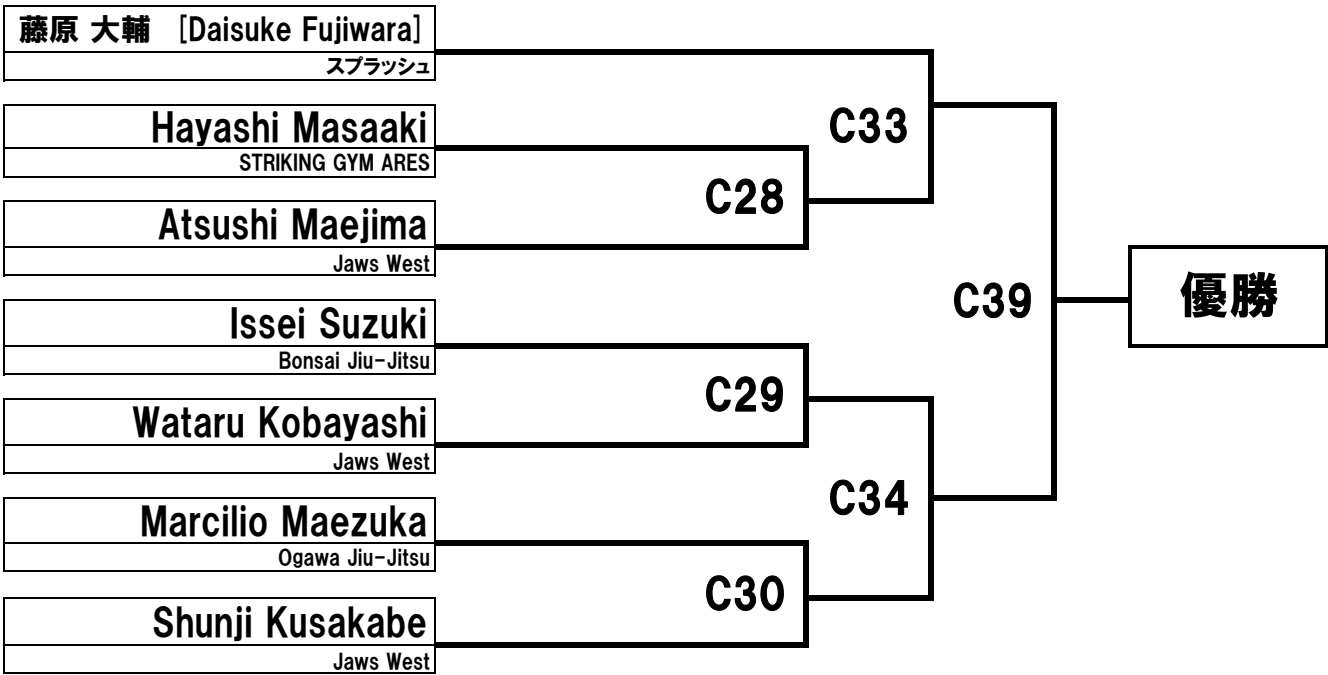 藤原 大輔 [Daisuke Fujiwara]
スプラッシュ
Hayashi Masaaki
STRIKING GYM ARES
Atsushi Maejima
Jaws West
Issei Suzuki
Bonsai Jiu-Jitsu
Wataru Kobayashi
Jaws West
Marcilio Maezuka
Ogawa Jiu-Jitsu
Shunji Kusakabe
Jaws West
C28
C29
C30
C33
C34
C39
優勝